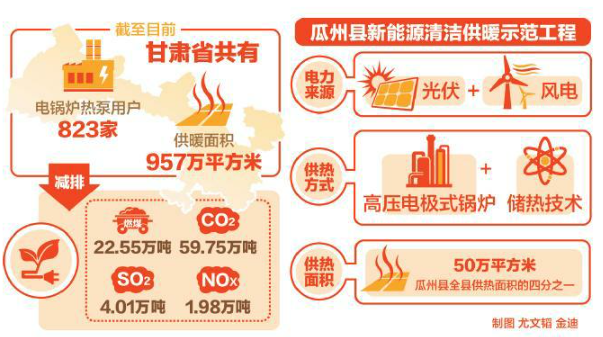 截至目前
甘肃省共有
电锅炉热泵用户
823家
供暖面积
957万平方米
减排
燃煤
22.55万吨
CO2
59.75万吨
SO2
4.01万吨
NOX
1.98万吨
瓜州县新能源清洁供暖示范工程
电力
来源
光伏 + 风电
供热
方式
高压电极式锅炉 + 储热技术
供热
面积
50万平方米
瓜州县全县供热面积的四分之一
制图 尤文韬 金迪